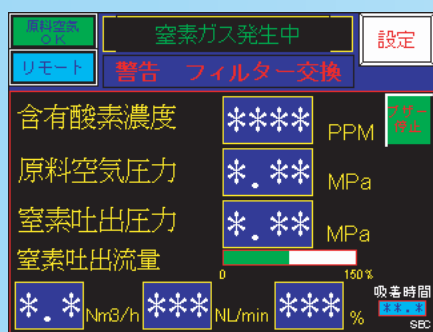 原料空気
OK
窒素ガス発生中
設定
リモート
警告 フィルター交換
含有酸素濃度
****
PPM
ブザー
停止
原料空気圧力
*.**
MPa
窒素吐出圧力
*.**
MPa
窒素吐出流量
0
150%
吸着時間
**.*
SEC
*.*
Nm3/h
***
NL/min
***
%